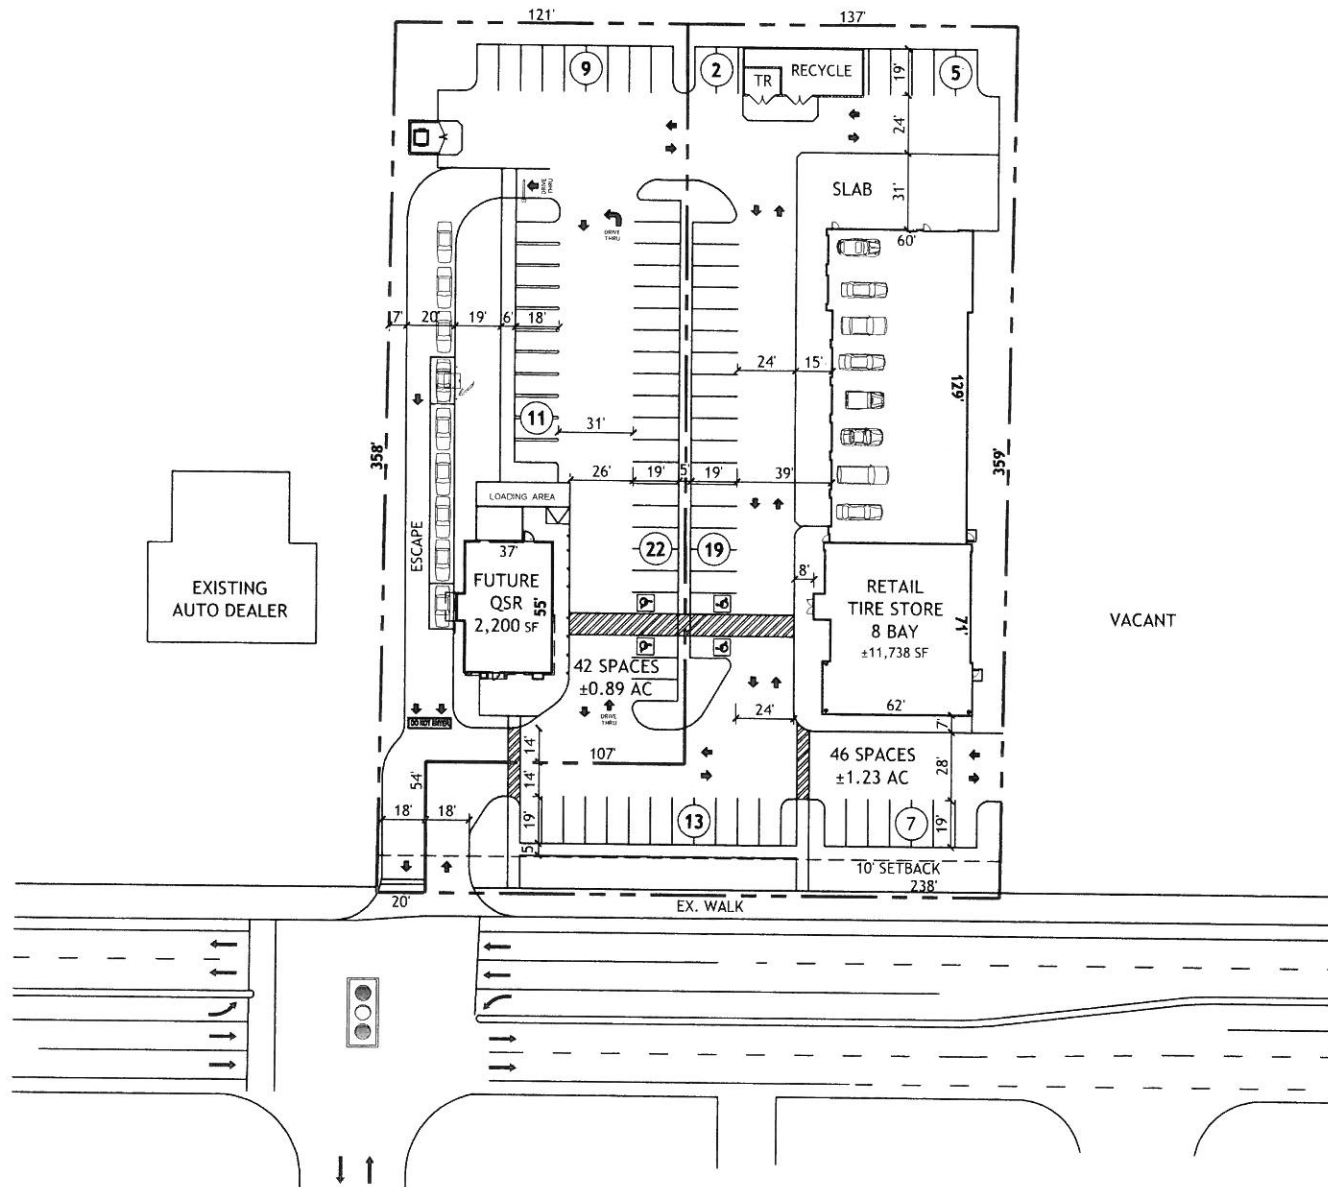 121'
137'
9
2
TR
RECYCLE
5
19'
24'
31'
SLAB
DRIVE
THRU
DRIVE
THRU
60'
7'
20'
19'
6'
18'
24'
15'
129'
11
31'
358'
359'
26'
19'
5'
19'
39'
LOADING AREA
ESCAPE
22
19
37'
FUTURE
QSR
2,200 SF
55'
8'
RETAIL
TIRE STORE
8 BAY
±11,738 SF
71'
EXISTING
AUTO DEALER
VACANT
42 SPACES
±0.89 AC
DRIVE
THRU
62'
24'
7'
DO NOT ENTER
14'
107'
46 SPACES
±1.23 AC
28'
54'
14'
18'
18'
19'
13
7
19'
5'
10' SETBACK
238'
20'
EX. WALK